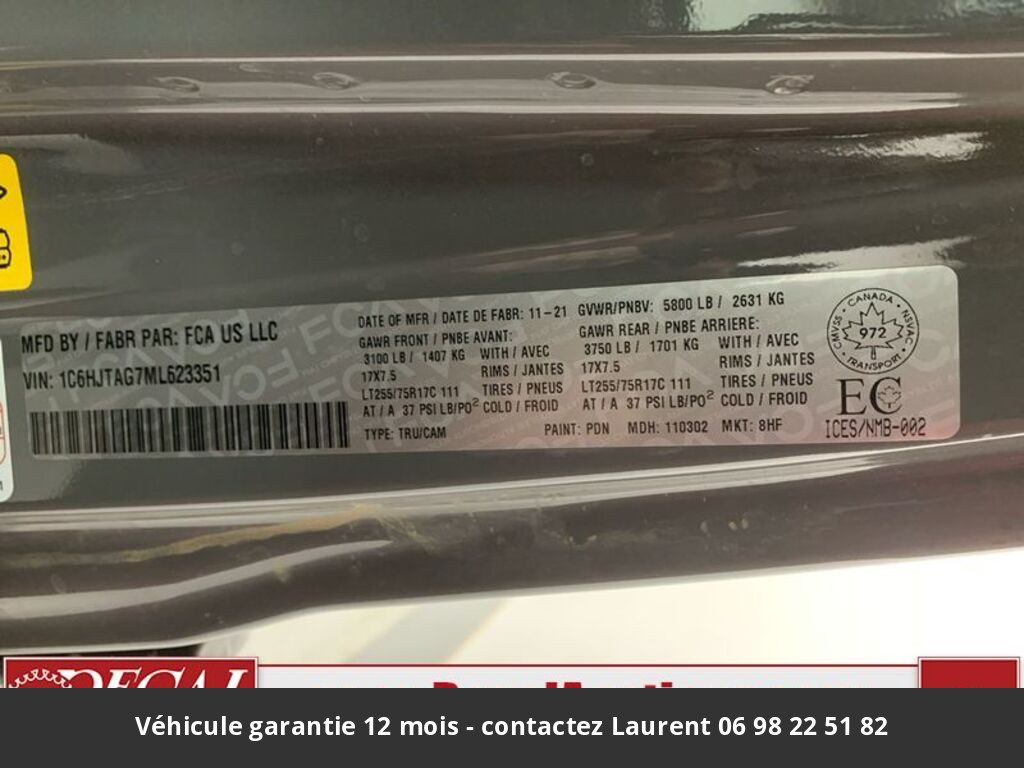 MFD BY / FABR PAR: FCA US LLC
VIN: 1C6HJTAG7ML623351
DATE OF MFR / DATE DE FABR: 11-21
GVWR/PNBV: 5800 LB / 2631 KG
GAWR FRONT / PNBE AVANT:
3100 LB / 1407 KG WITH / AVEC
17X7.5 RIMS / JANTES
LT255/75R17C 111 TIRES / PNEUS
AT / A 37 PSI LB/PO² COLD / FROID
GAWR REAR / PNBE ARRIERE:
3750 LB / 1701 KG WITH / AVEC
17X7.5 RIMS / JANTES
LT255/75R17C 111 TIRES / PNEUS
AT / A 37 PSI LB/PO² COLD / FROID
TYPE: TRU/CAM PAINT: PDN MDH: 110302 MKT: 8HF
CANADA
CMVSS 972 NSVAC
TRANSPORT
EC
ICES/NMB-002
Véhicule garantie 12 mois - contactez Laurent 06 98 22 51 82